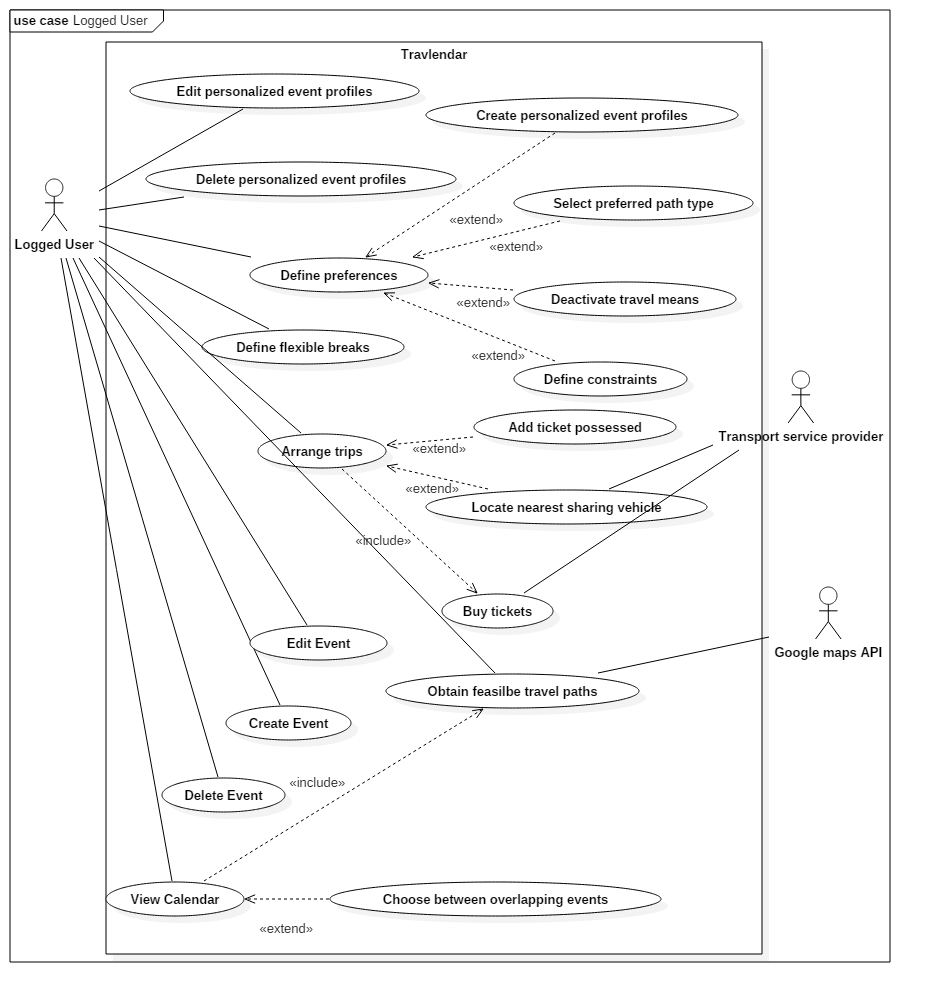 use case Logged User
Travlendar
Edit personalized event profiles
Create personalized event profiles
Delete personalized event profiles
Select preferred path type
«extend»
Logged User
«extend»
Define preferences
Deactivate travel means
«extend»
Define flexible breaks
«extend»
Define constraints
Add ticket possessed
Transport service provider
Arrange trips
«extend»
«extend»
Locate nearest sharing vehicle
«include»
Buy tickets
Edit Event
Google maps API
Obtain feasilbe travel paths
Create Event
«include»
Delete Event
View Calendar
Choose between overlapping events
«extend»